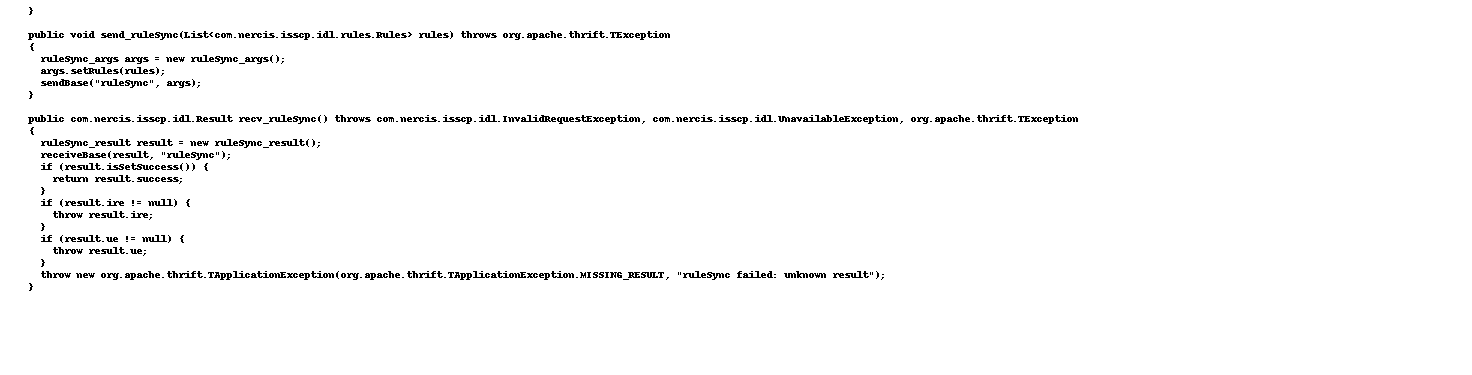 }
public void send_ruleSync(List<com.nercis.isscp.idl.rules.Rules> rules) throws org.apache.thrift.TException
{
ruleSync_args args = new ruleSync_args();
args.setRules(rules);
sendBase("ruleSync", args);
}
public com.nercis.isscp.idl.Result recv_ruleSync() throws com.nercis.isscp.idl.InvalidRequestException, com.nercis.isscp.idl.UnavailableException, org.apache.thrift.TException
{
ruleSync_result result = new ruleSync_result();
receiveBase(result, "ruleSync");
if (result.isSetSuccess()) {
return result.success;
}
if (result.ire != null) {
throw result.ire;
}
if (result.ue != null) {
throw result.ue;
}
throw new org.apache.thrift.TApplicationException(org.apache.thrift.TApplicationException.MISSING_RESULT, "ruleSync failed: unknown result");
}